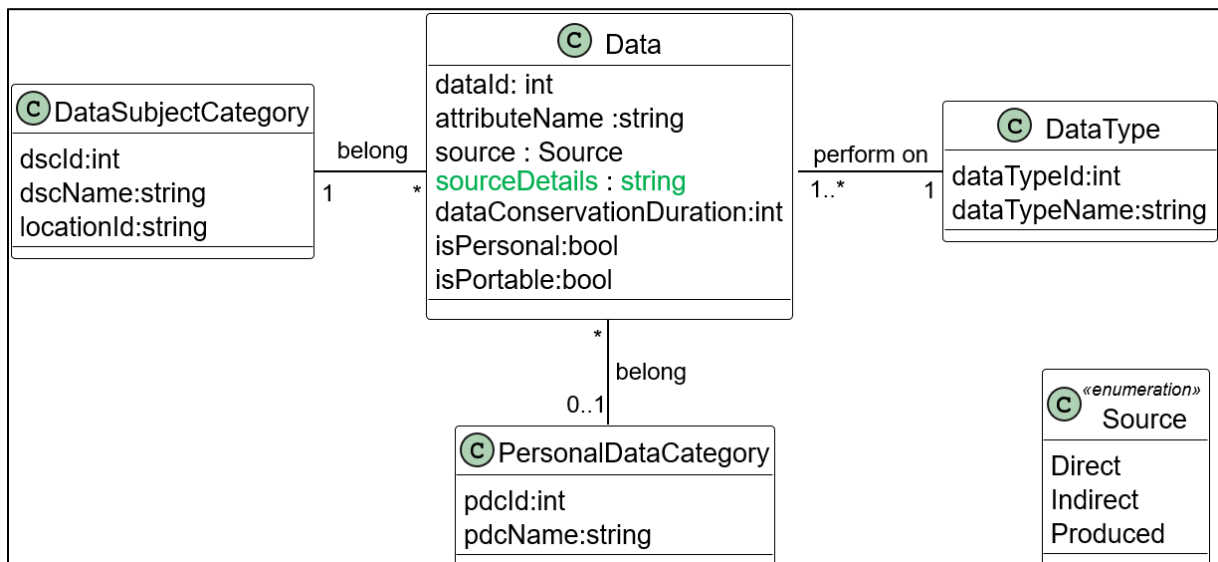 C DataSubjectCategory
dscId:int
dscName:string
locationId:string
belong
1
*
C Data
dataId: int
attributeName :string
source : Source
sourceDetails : string
dataConservationDuration:int
isPersonal:bool
isPortable:bool
perform on
1..*
1
C DataType
dataTypeId:int
dataTypeName:string
*
belong
0..1
C PersonalDataCategory
pdcId:int
pdcName:string
«enumeration»
C Source
Direct
Indirect
Produced